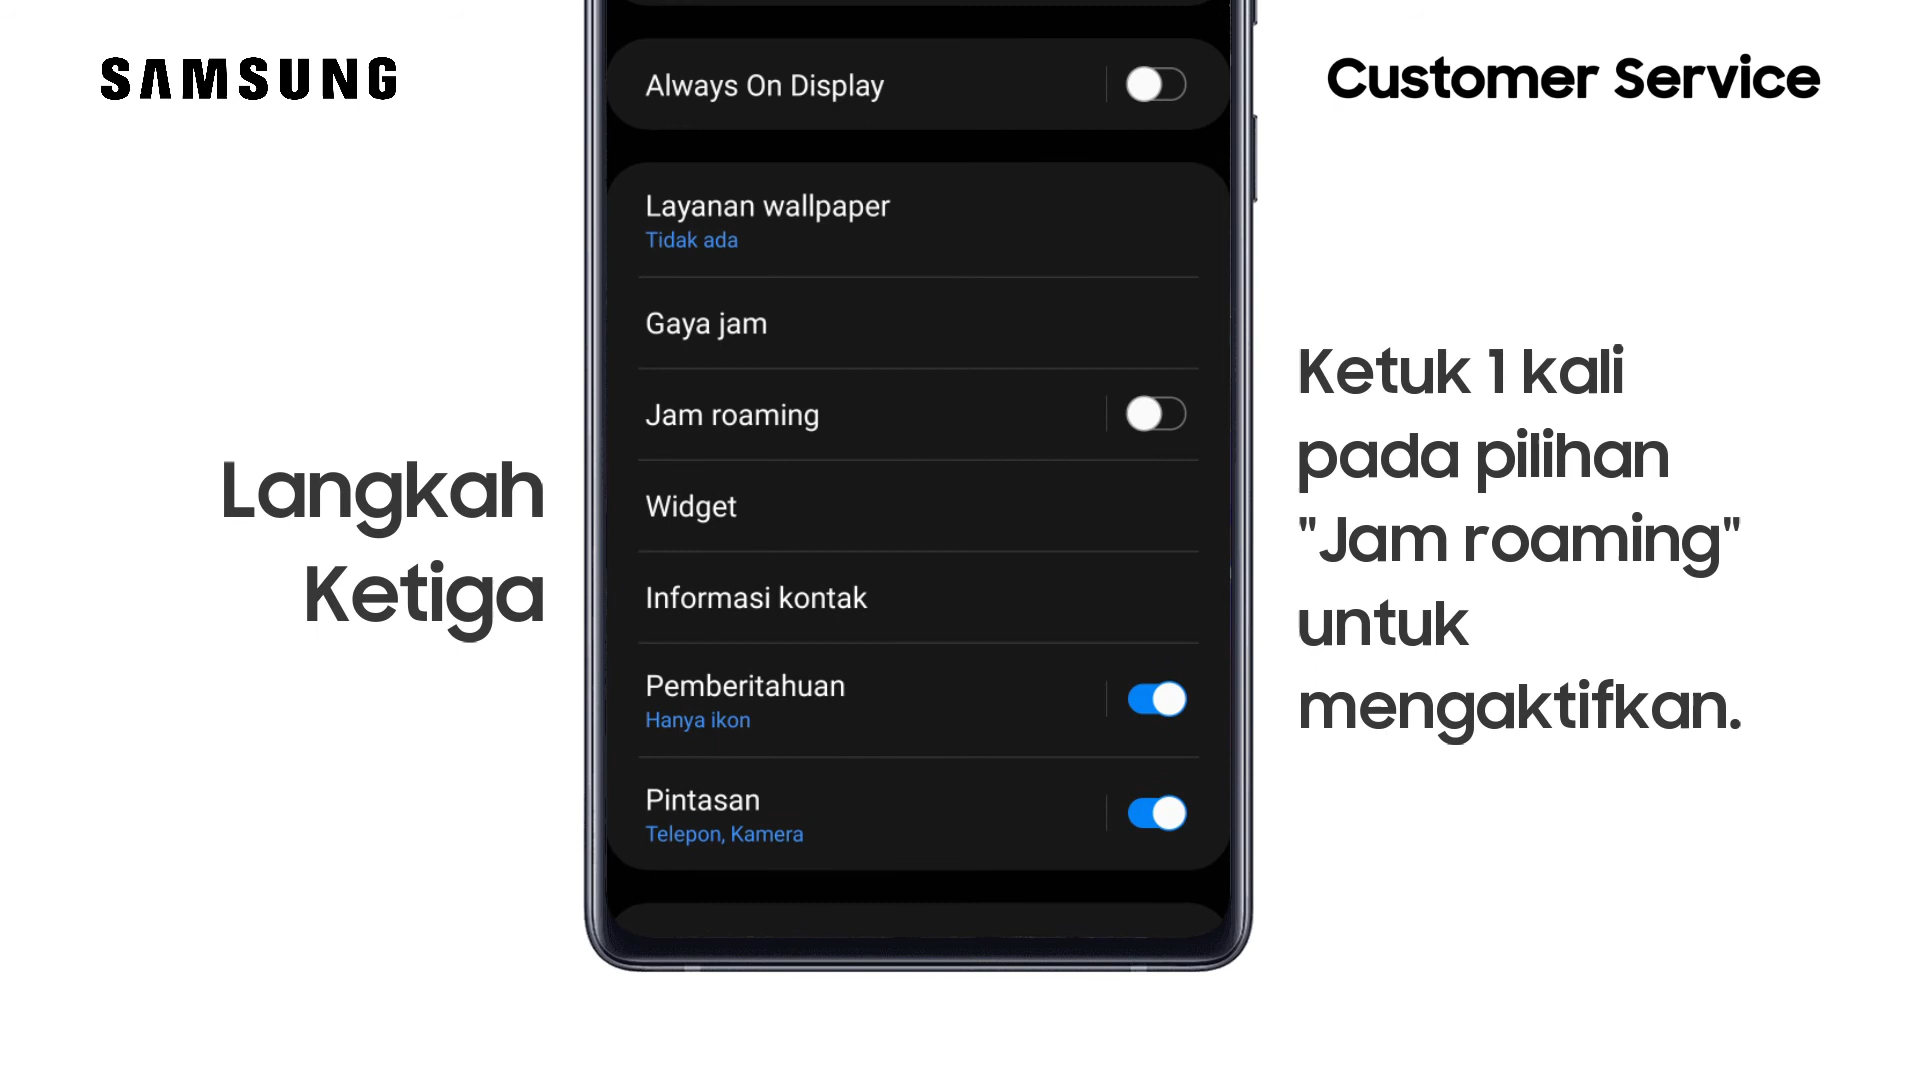 SAMSUNG
Customer Service
Langkah
Ketiga
Always On Display
Layanan wallpaper
Tidak ada
Gaya jam
Jam roaming
Widget
Informasi kontak
Pemberitahuan
Hanya ikon
Pintasan
Telepon, Kamera
Ketuk 1 kali
pada pilihan
"Jam roaming"
untuk
mengaktifkan.